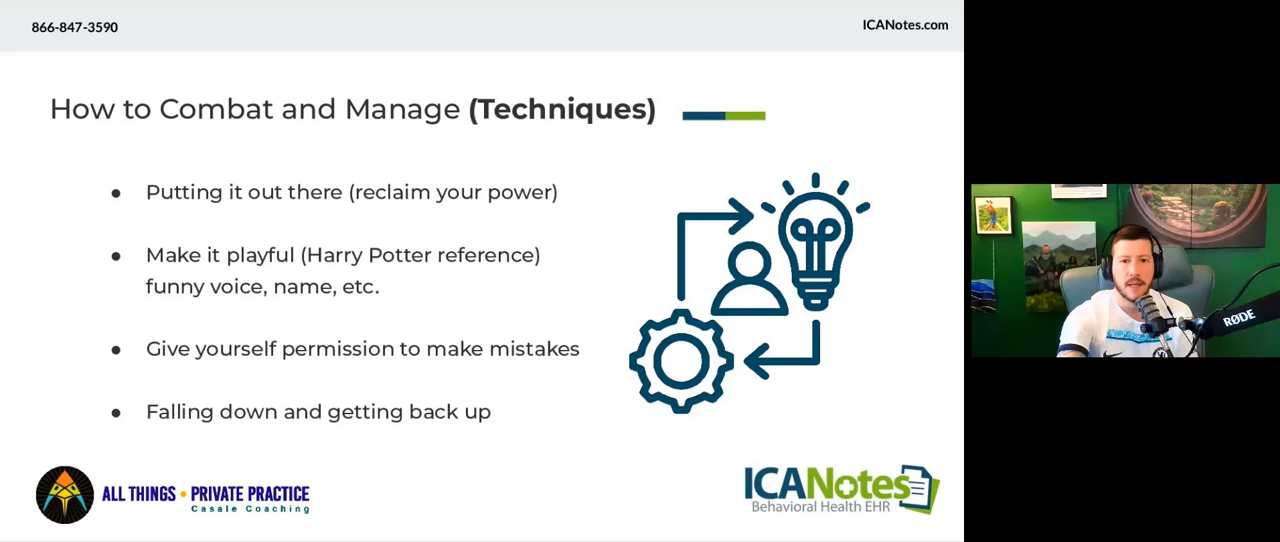 866-847-3590
ICANotes.com
How to Combat and Manage (Techniques)
● Putting it out there (reclaim your power)
● Make it playful (Harry Potter reference)
funny voice, name, etc.
● Give yourself permission to make mistakes
● Falling down and getting back up
RØDE
ALL THINGS • PRIVATE PRACTICE
Casale Coaching
ICANotes
Behavioral Health EHR